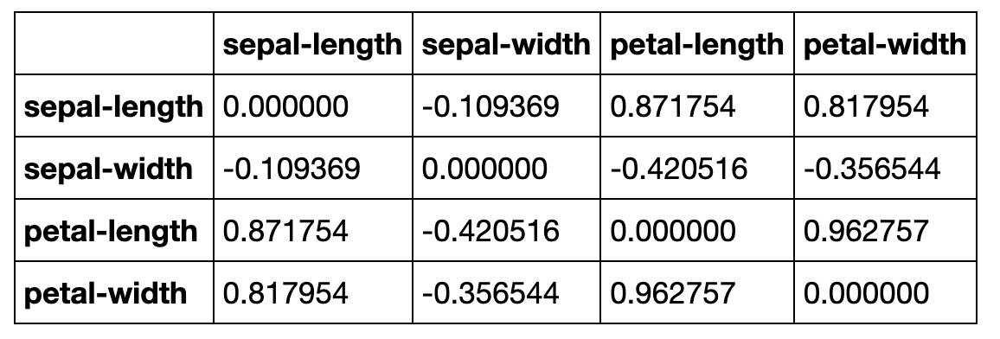 sepal-length sepal-width petal-length petal-width
sepal-length 0.000000 -0.109369 0.871754 0.817954
sepal-width -0.109369 0.000000 -0.420516 -0.356544
petal-length 0.871754 -0.420516 0.000000 0.962757
petal-width 0.817954 -0.356544 0.962757 0.000000